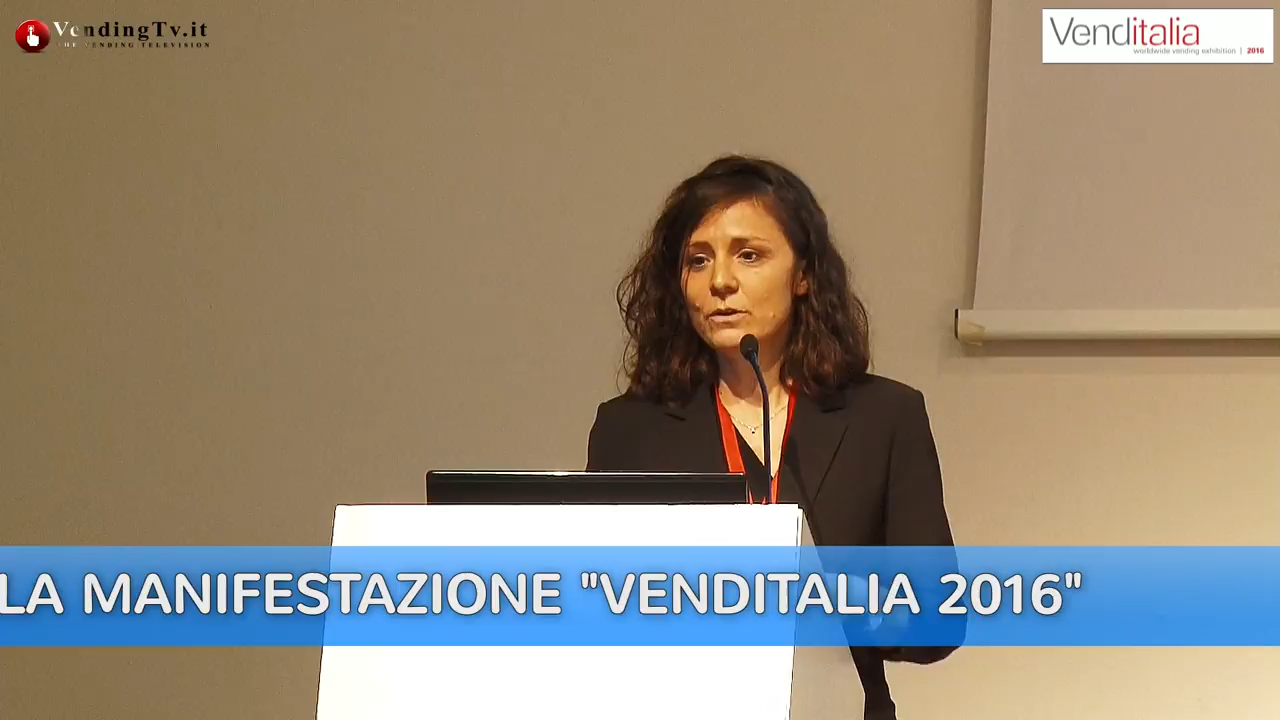 VendingTv.it
THE VENDING TELEVISION
Venditalia
worldwide vending exhibition | 2016
LA MANIFESTAZIONE "VENDITALIA 2016"